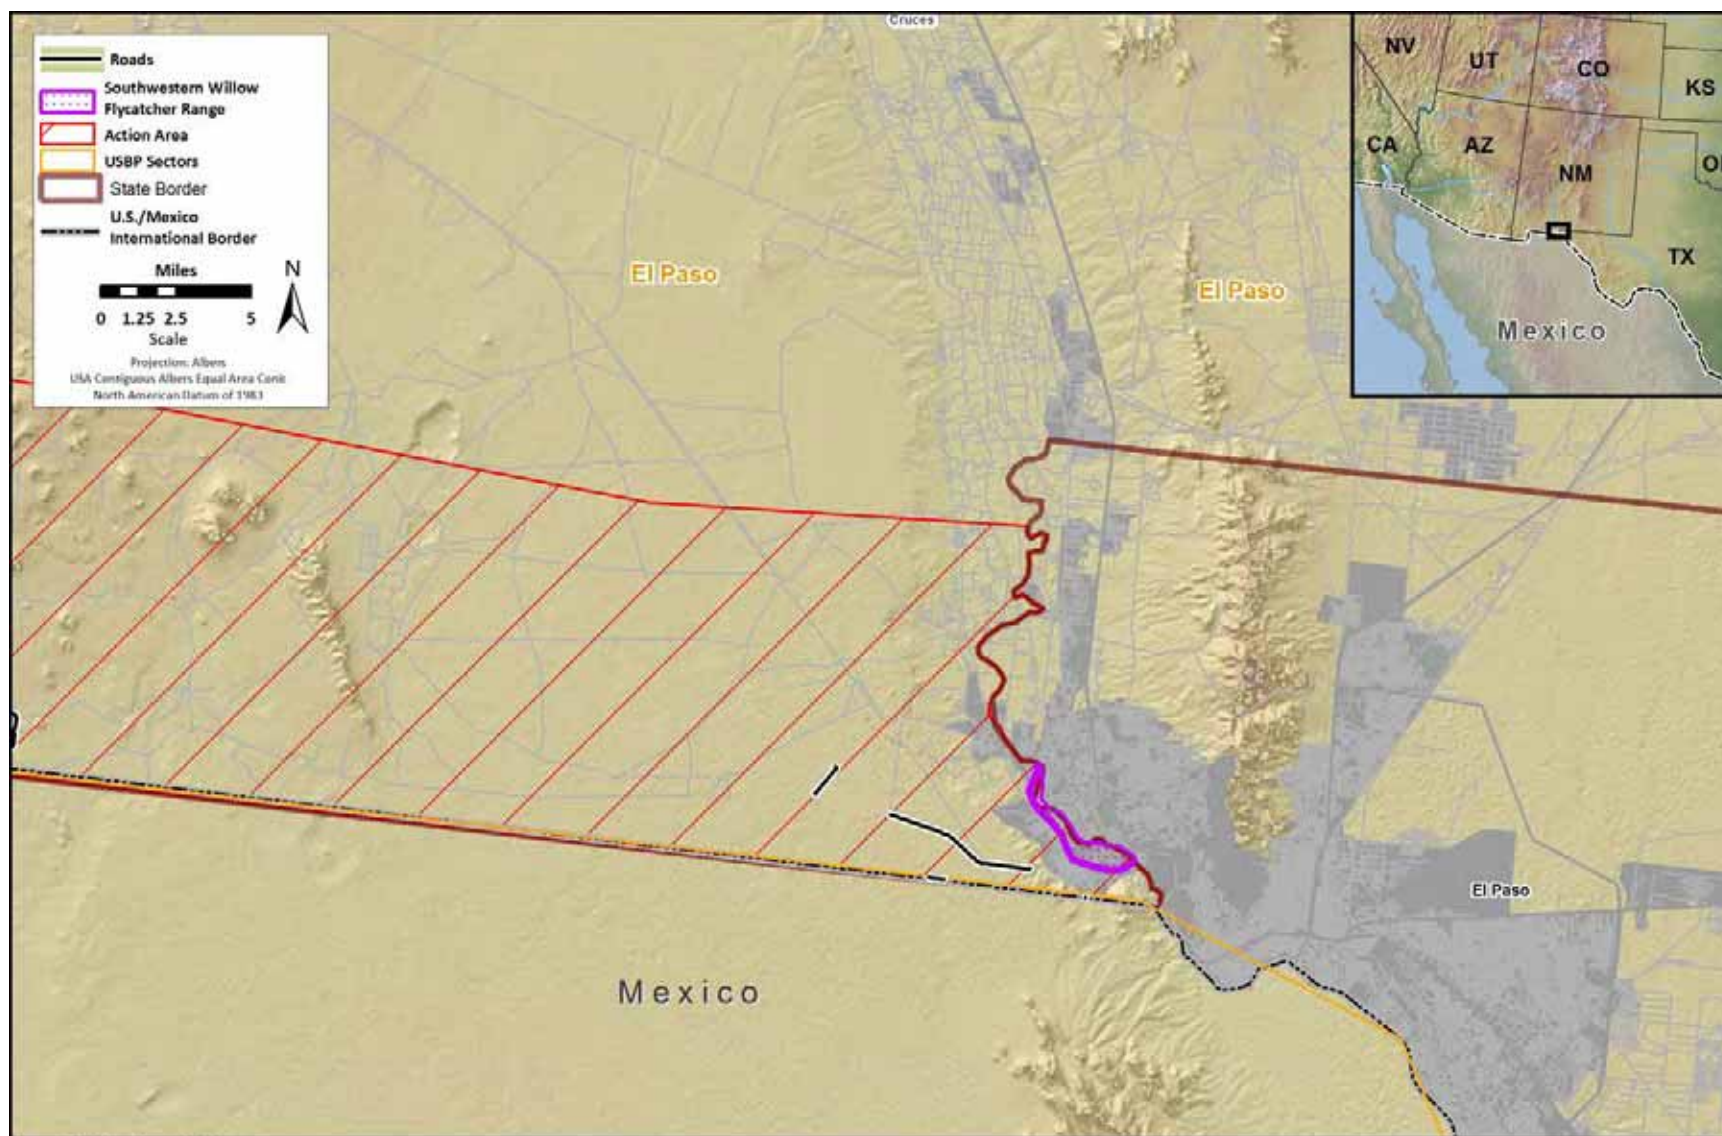 Roads
Southwestern Willow
Flycatcher Range
Action Area
USBP Sectors
State Border
U.S./Mexico
International Border
Miles
N
0 1.25 2.5 5
Scale
Projection: Albers
USA Contiguous Albers Equal Area Conic
North American Datum of 1983
Cruces
El Paso
El Paso
NV
UT
CO
KS
CA
AZ
NM
O
TX
Mexico
El Paso
Mexico